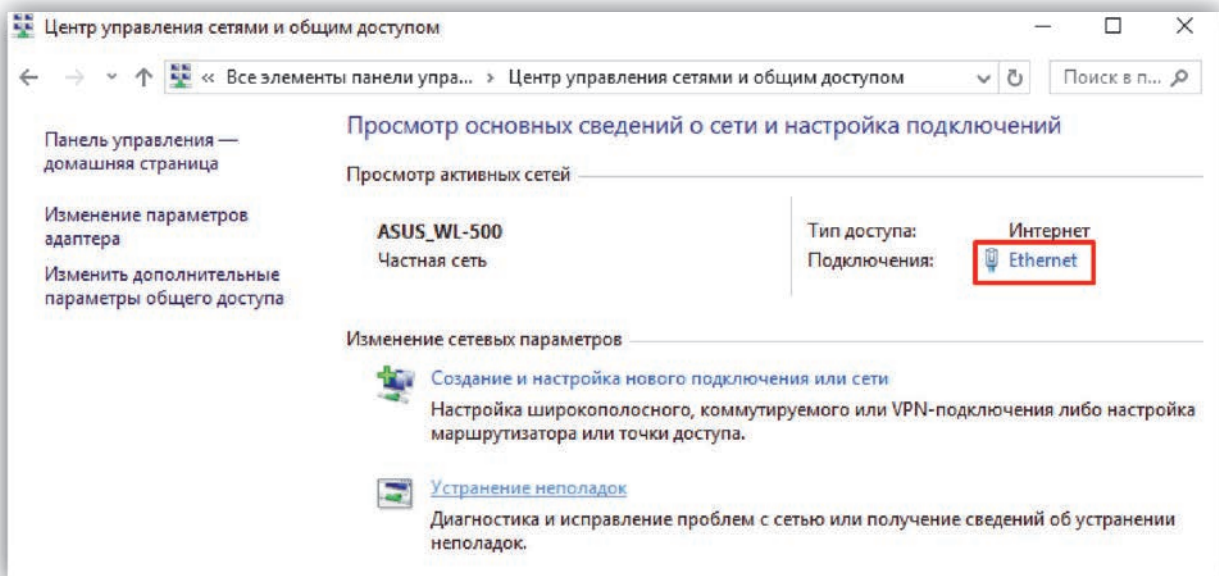 Центр управления сетями и общим доступом
« Все элементы панели упра... › Центр управления сетями и общим доступом
Поиск в п...
Панель управления —
домашняя страница
Изменение параметров
адаптера
Изменить дополнительные
параметры общего доступа
Просмотр основных сведений о сети и настройка подключений
Просмотр активных сетей
ASUS_WL-500
Частная сеть
Тип доступа: Интернет
Подключения: Ethernet
Изменение сетевых параметров
Создание и настройка нового подключения или сети
Настройка широкополосного, коммутируемого или VPN-подключения либо настройка
маршрутизатора или точки доступа.
Устранение неполадок
Диагностика и исправление проблем с сетью или получение сведений об устранении
неполадок.